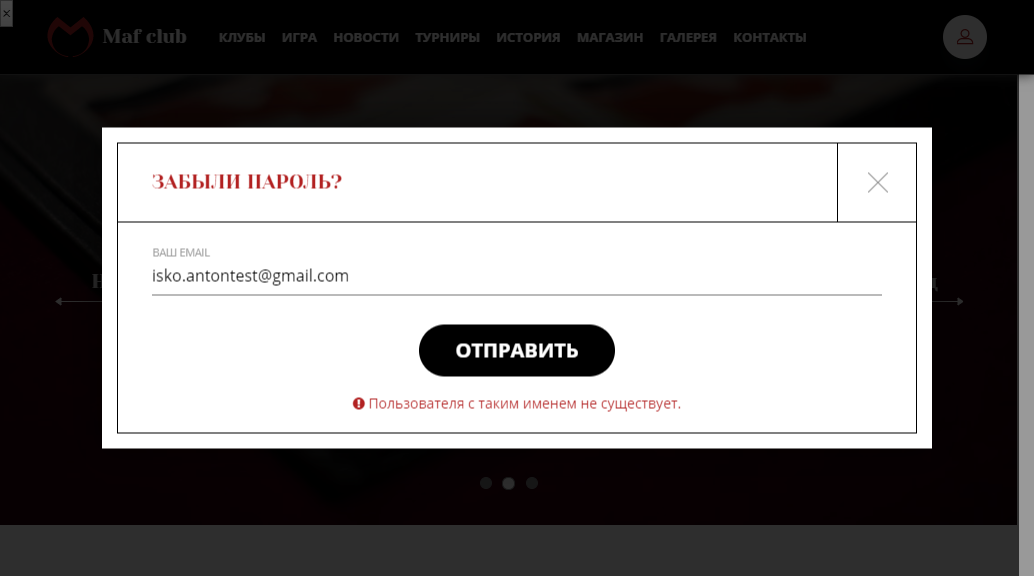 Maf club
КЛУБЫ ИГРА НОВОСТИ ТУРНИРЫ ИСТОРИЯ МАГАЗИН ГАЛЕРЕЯ КОНТАКТЫ
ЗАБЫЛИ ПАРОЛЬ?
ВАШ EMAIL
isko.antontest@gmail.com
ОТПРАВИТЬ
Пользователя с таким именем не существует.